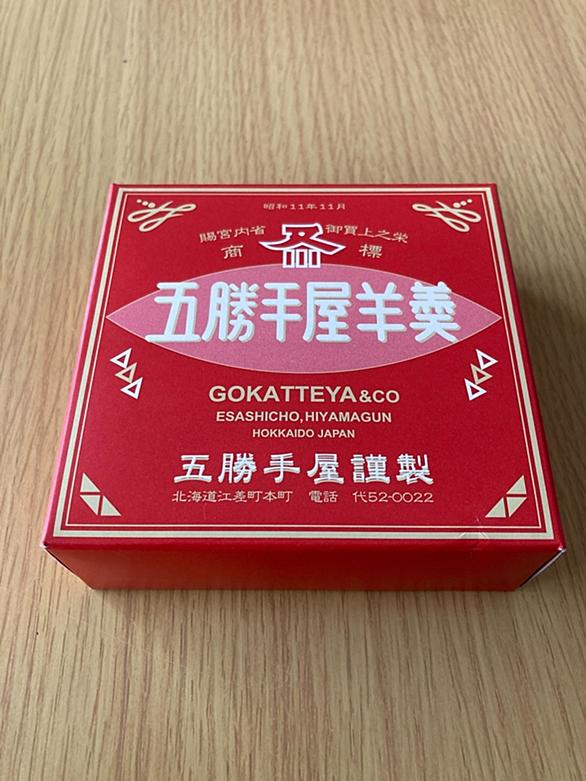 昭和11年11月
賜宮内省 御買上之栄
商 標
五勝手屋羊羹
GOKATTEYA&CO
ESASHICHO,HIYAMAGUN
HOKKAIDO JAPAN
五勝手屋謹製
北海道江差町本町 電話 代52-0022